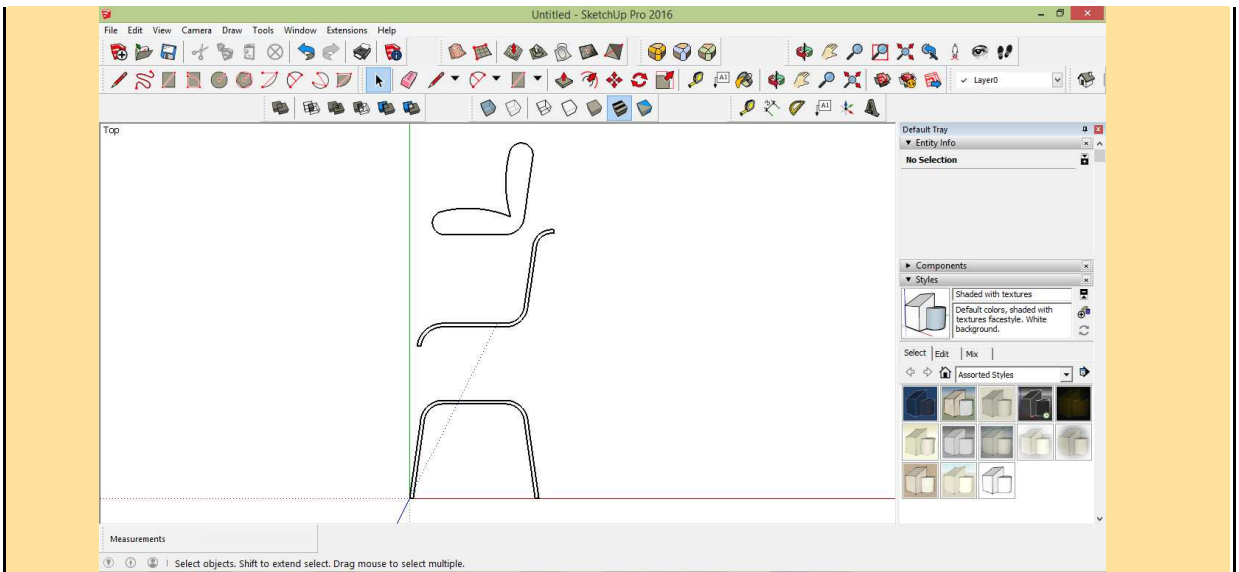 Untitled - SketchUp Pro 2016
File Edit View Camera Draw Tools Window Extensions Help
A1
Layer0
A1
Top
Default Tray
Entity Info
No Selection
Components
Styles
Shaded with textures
Default colors, shaded with
textures facestyle. White
background.
Select Edit Mix
Assorted Styles
Measurements
Select objects. Shift to extend select. Drag mouse to select multiple.